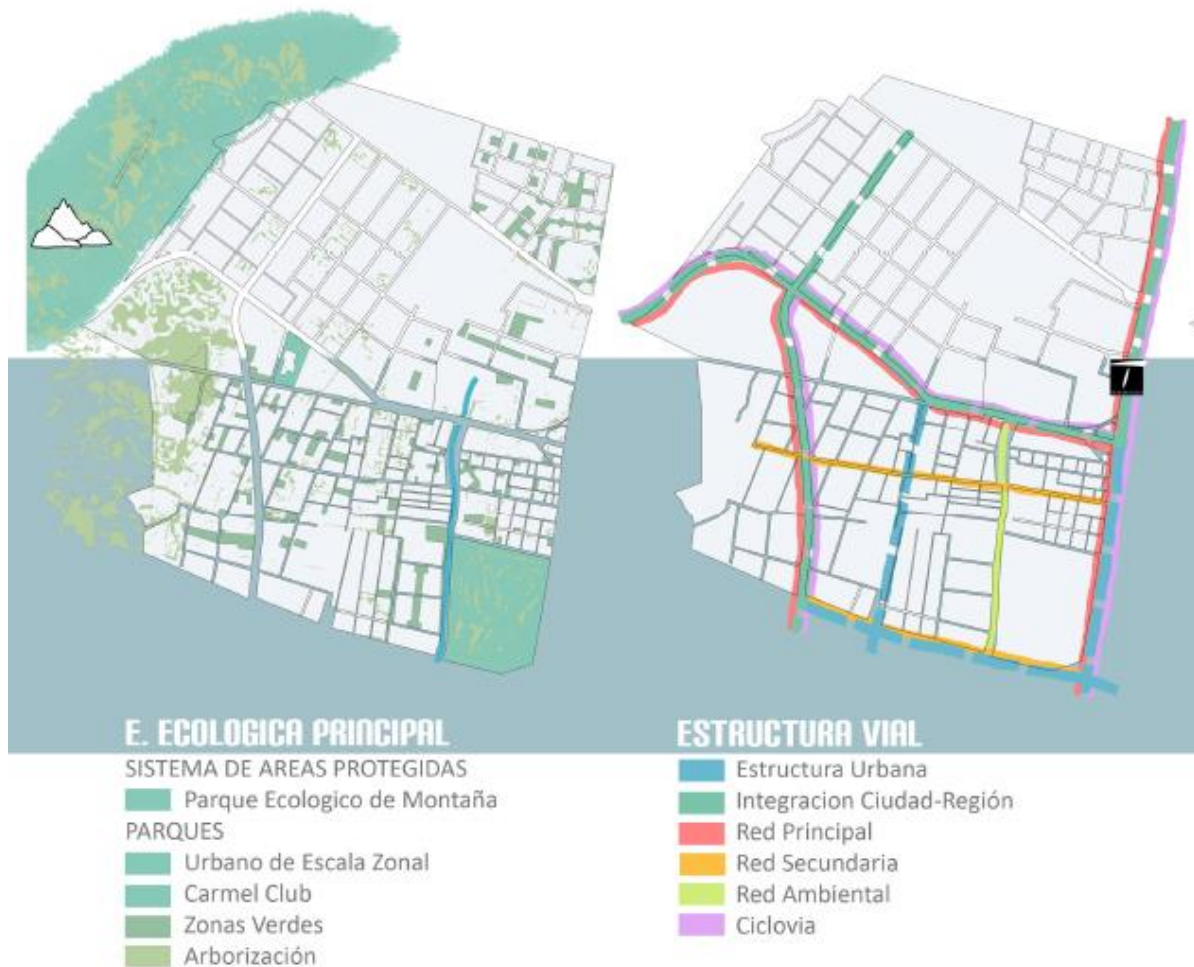 E. ECOLOGICA PRINCIPAL
SISTEMA DE AREAS PROTEGIDAS
Parque Ecologico de Montaña
PARQUES
Urbano de Escala Zonal
Carmel Club
Zonas Verdes
Arborización
ESTRUCTURA VIAL
Estructura Urbana
Integracion Ciudad-Región
Red Principal
Red Secundaria
Red Ambiental
Ciclovia